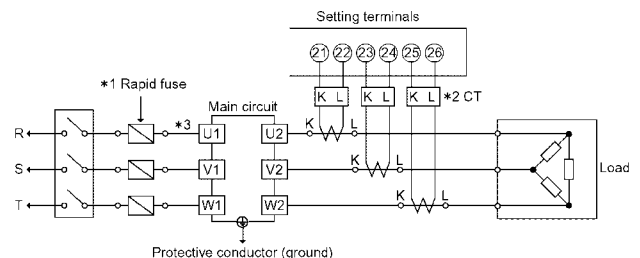 Setting terminals
21 22 23 24 25 26
*1 Rapid fuse
K L K L K L *2 CT
Main circuit
R *3 U1 U2 K L
S V1 V2 K L Load
T W1 W2 K L
Protective conductor (ground)